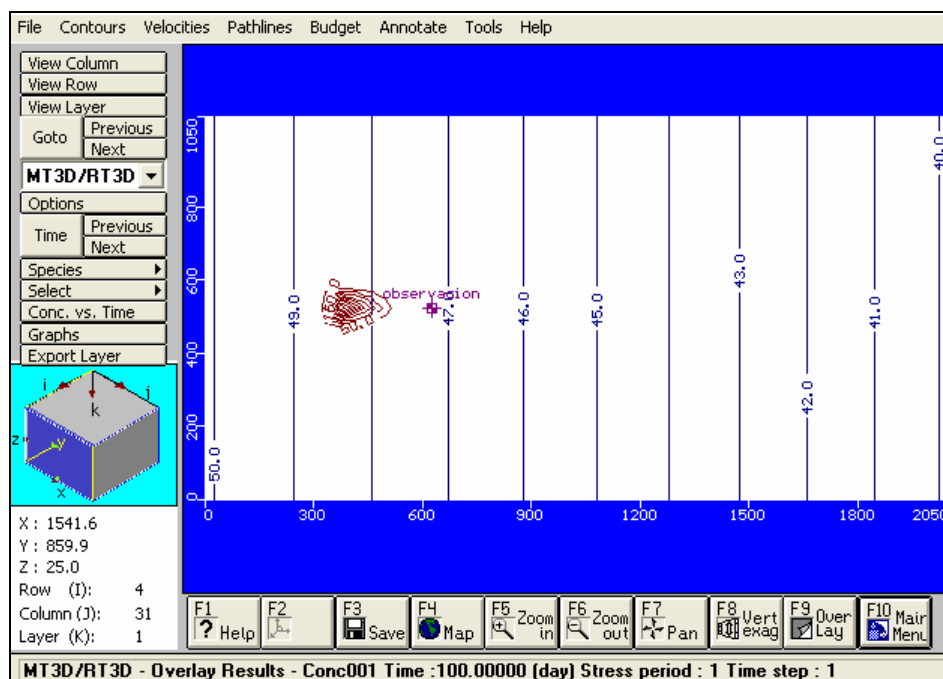 File Contours Velocities Pathlines Budget Annotate Tools Help
View Column
View Row
View Layer
Goto
Previous
Next
MT3D/RT3D
Options
Time
Previous
Next
Species
Select
Conc. vs. Time
Graphs
Export Layer
i
j
k
Z
y
x
X : 1541.6
Y : 859.9
Z : 25.0
Row (I): 4
Column (J): 31
Layer (K): 1
1050
800
600
400
200
0
0 300 600 900 1200 1500 1800 2050
50.0
49.0
50.0
observasion
47.0
46.0
45.0
43.0
42.0
41.0
40.0
F1 Help
F2
F3 Save
F4 Map
F5 Zoom in
F6 Zoom out
F7 Pan
F8 Vert exag
F9 Over Lay
F10 Main Menu
MT3D/RT3D - Overlay Results - Conc001 Time :100.00000 (day) Stress period : 1 Time step : 1